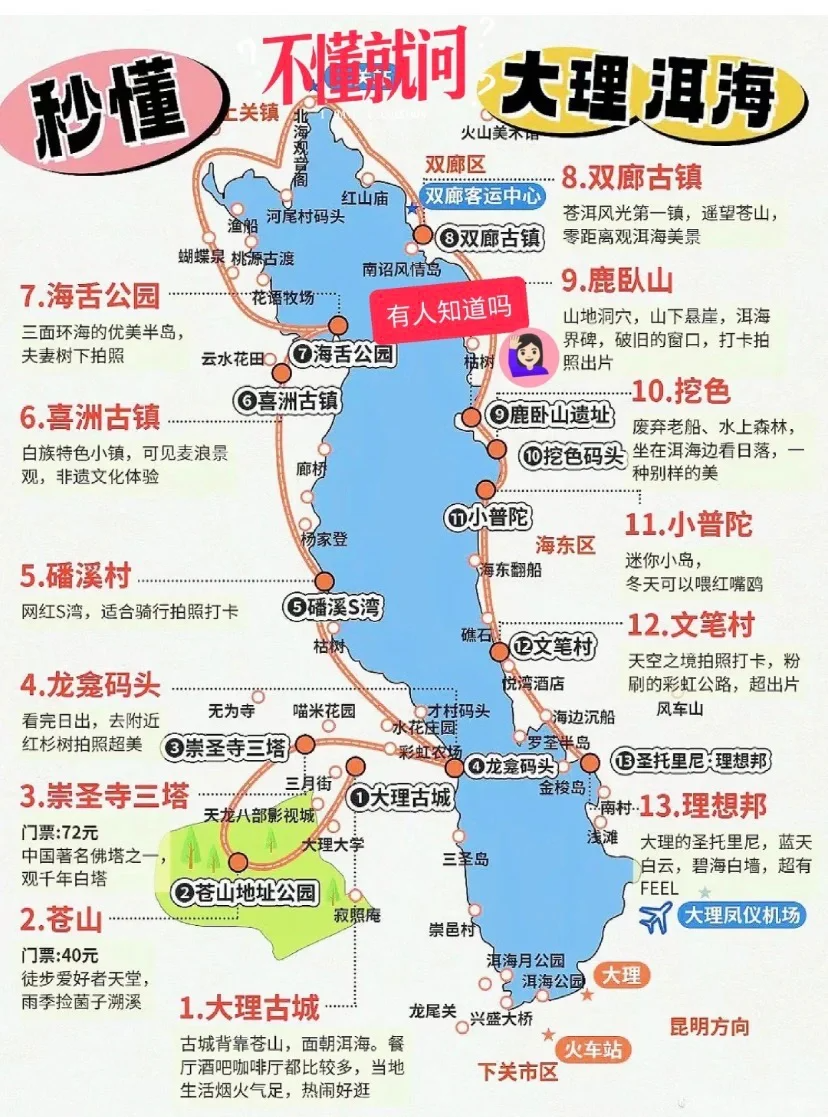 不懂就问
秒懂
大理洱海
上关镇
北海观音阁
火山美术馆
双廊区
双廊客运中心
8.双廊古镇
苍洱风光第一镇，遥望苍山，
零距离观洱海美景
红山庙
河尾村码头
渔船
❽双廊古镇
蝴蝶泉
桃源古渡
南诏风情岛
花语牧场
7.海舌公园
三面环海的优美半岛，
夫妻树下拍照
有人知道吗
9.鹿卧山
山地洞穴，山下悬崖，洱海
界碑，破旧的窗口，打卡拍
照出片
云水花田
❼海舌公园
枯树
❻喜洲古镇
6.喜洲古镇
白族特色小镇，可见麦浪景
观，非遗文化体验
10.挖色
废弃老船、水上森林，
坐在洱海边看日落，一
种别样的美
❾鹿卧山遗址
❿挖色码头
廊桥
⓫小普陀
11.小普陀
迷你小岛，
冬天可以喂红嘴鸥
杨家登
海东区
海东翻船
5.磻溪村
网红S湾，适合骑行拍照打卡
❺磻溪S湾
枯树
礁石
⓬文笔村
12.文笔村
天空之境拍照打卡，粉
刷的彩虹公路，超出片
悦湾酒店
风车山
4.龙龛码头
看完日出，去附近
红杉树拍照超美
无为寺
喵米花园
才村码头
水花庄园
海边沉船
❸崇圣寺三塔
彩虹农场
罗荃半岛
❹龙龛码头
⓭圣托里尼·理想邦
金梭岛
三月街
❶大理古城
3.崇圣寺三塔
门票:72元
中国著名佛塔之一，
观千年白塔
天龙八部影视城
大理大学
南村
浅滩
13.理想邦
大理的圣托里尼，蓝天
白云，碧海白墙，超有
FEEL
三圣岛
❷苍山地址公园
寂照庵
2.苍山
门票:40元
徒步爱好者天堂，
雨季捡菌子溯溪
崇邑村
大理凤仪机场
洱海月公园
洱海公园
大理
1.大理古城
古城背靠苍山，面朝洱海。餐
厅酒吧咖啡厅都比较多，当地
生活烟火气足，热闹好逛
龙尾关
兴盛大桥
昆明方向
火车站
下关市区